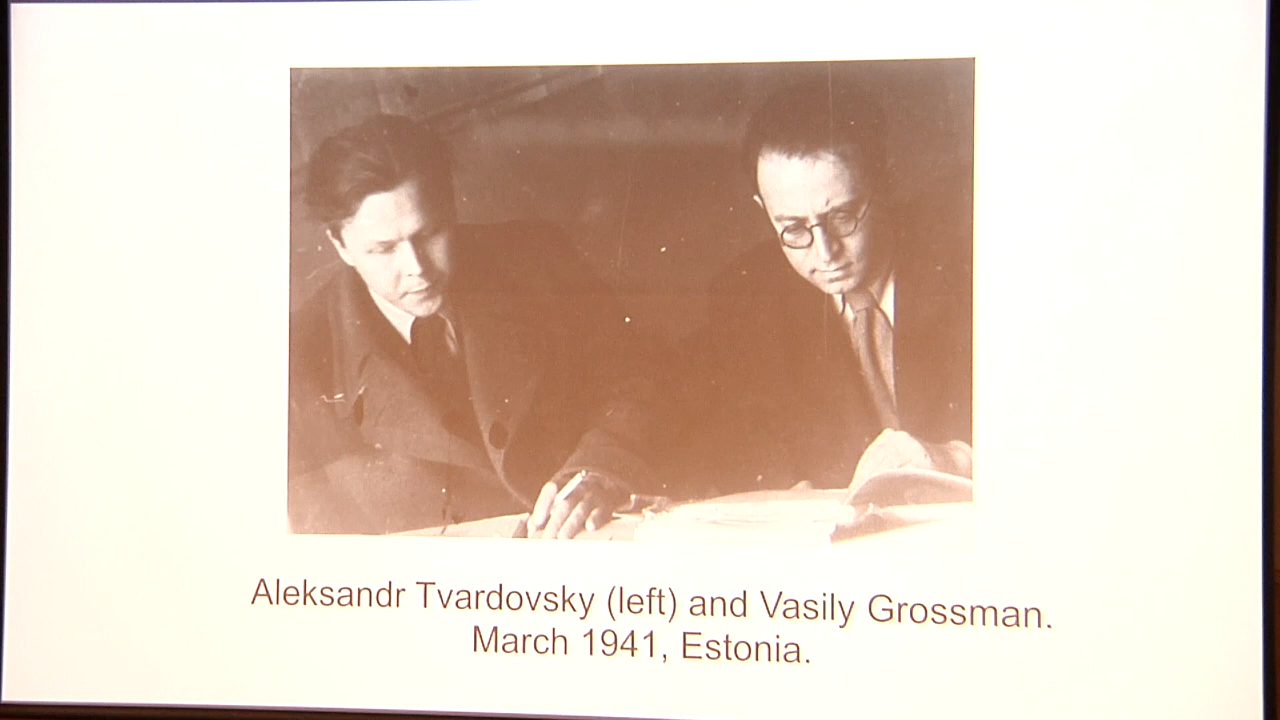 Aleksandr Tvardovsky (left) and Vasily Grossman.
March 1941, Estonia.